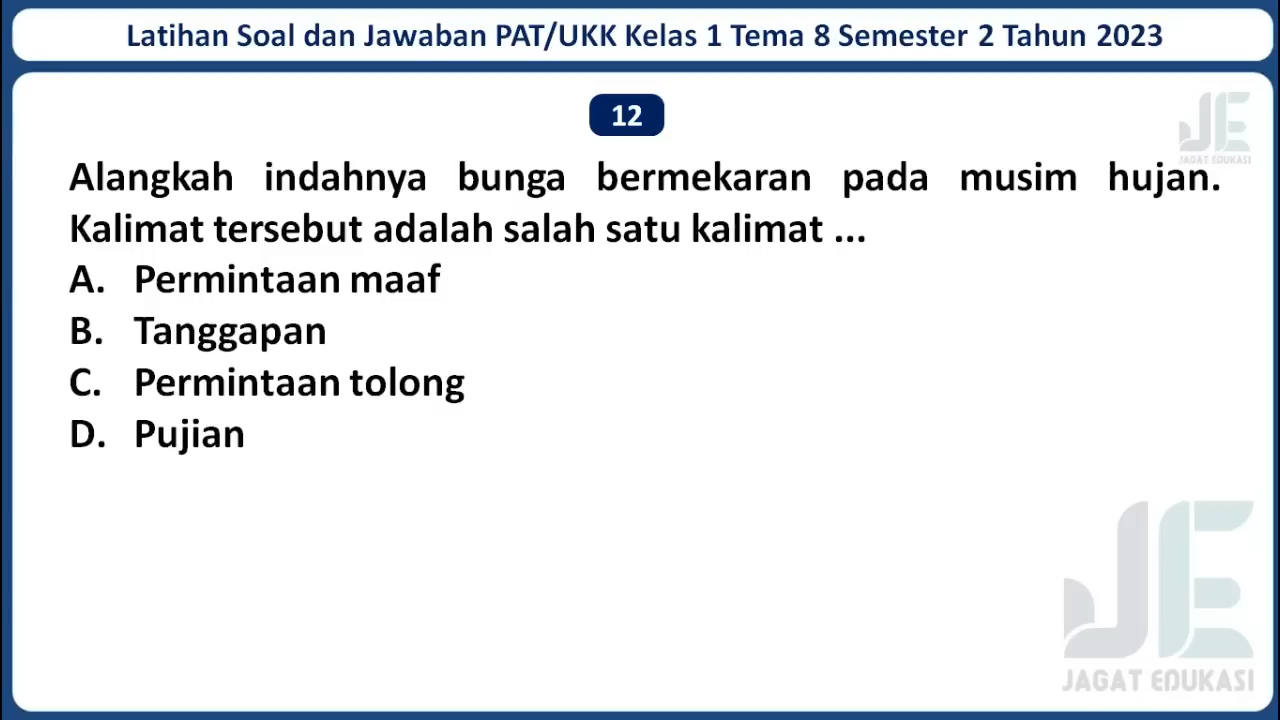 Latihan Soal dan Jawaban PAT/UKK Kelas 1 Tema 8 Semester 2 Tahun 2023
12
JE
JAGAT EDUKASI
Alangkah indahnya bunga bermekaran pada musim hujan.
Kalimat tersebut adalah salah satu kalimat ...
A. Permintaan maaf
B. Tanggapan
C. Permintaan tolong
D. Pujian
JE
JAGAT EDUKASI